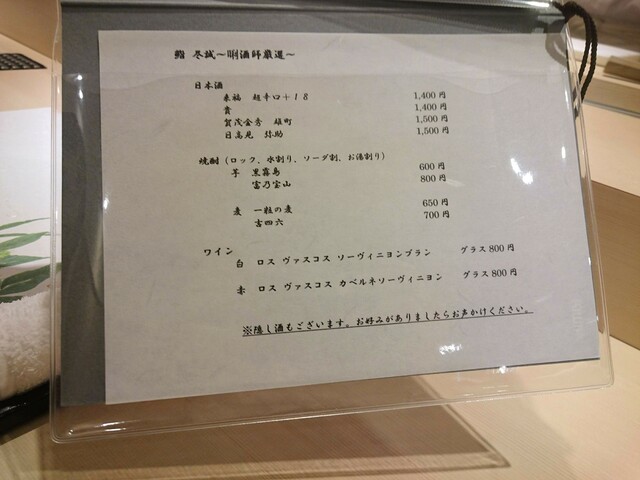 鮨 尽誠~唎酒師厳選~
日本酒
来福 超辛口+18 1,400円
貴 1,400円
賀茂金秀 雄町 1,500円
日高見 弥助 1,500円
焼酎(ロック、水割り、ソーダ割、お湯割り)
芋 黒霧島 600円
富乃宝山 800円
麦 一粒の麦 650円
吉四六 700円
ワイン
白 ロス ヴァスコス ソーヴィニヨンブラン グラス800円
赤 ロス ヴァスコス カベルネソーヴィニヨン グラス800円
※隠し酒もございます。お好みがありましたらお声かけください。